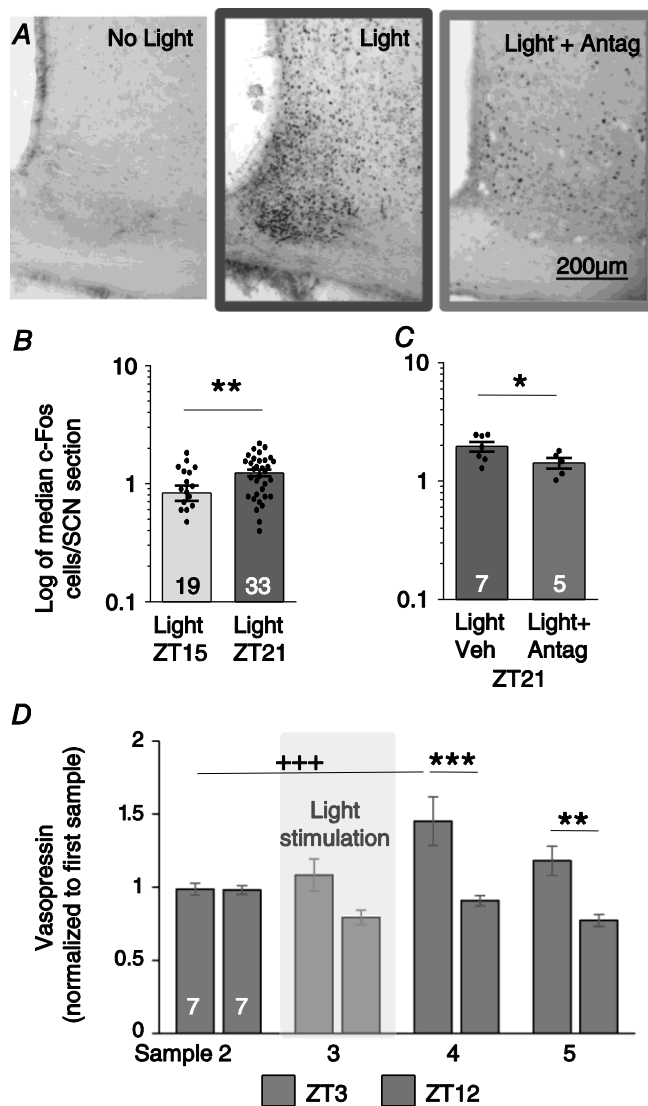 A
No Light
Light
Light + Antag
200µm
B
C
10
**
1
0.1
19
33
Log of median c-Fos
cells/SCN section
Light
ZT15
Light
ZT21
10
*
1
0.1
7
5
Light
Veh
Light+
Antag
ZT21
D
2
1.5
1
0.5
0
Vasopressin
(normalized to first sample)
+++
***
**
Light
stimulation
7
7
Sample 2
3
4
5
ZT3
ZT12